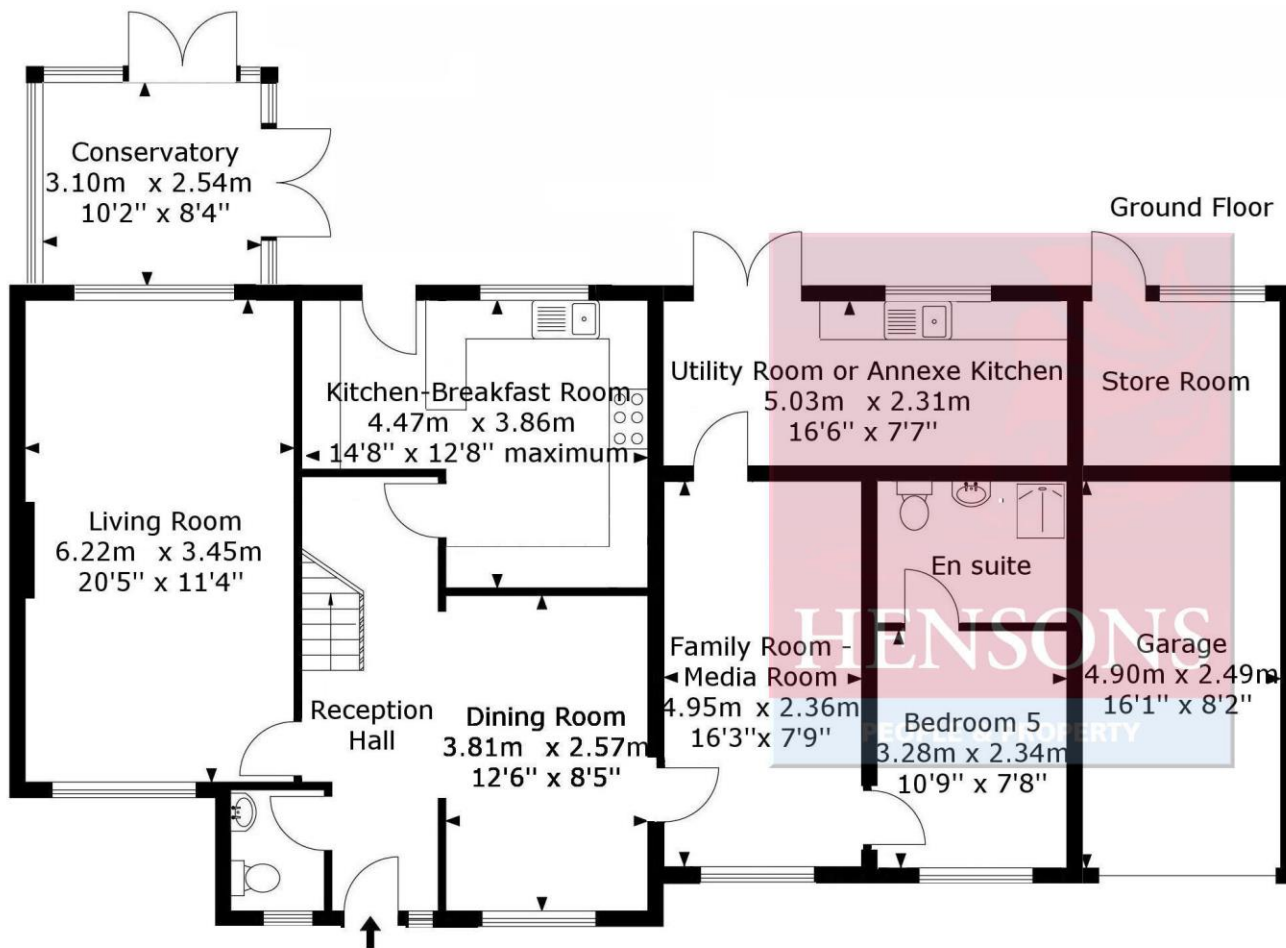 Conservatory
3.10m x 2.54m
10'2'' x 8'4''
Ground Floor
Kitchen-Breakfast Room
4.47m x 3.86m
14'8'' x 12'8'' maximum
Utility Room or Annexe Kitchen
5.03m x 2.31m
16'6'' x 7'7''
Store Room
Living Room
6.22m x 3.45m
20'5'' x 11'4''
En suite
HENSONS
PEOPLE & PROPERTY
Reception
Hall
Dining Room
3.81m x 2.57m
12'6'' x 8'5''
Family Room -
Media Room
4.95m x 2.36m
16'3''x 7'9''
Bedroom 5
3.28m x 2.34m
10'9'' x 7'8''
Garage
4.90m x 2.49m
16'1'' x 8'2''